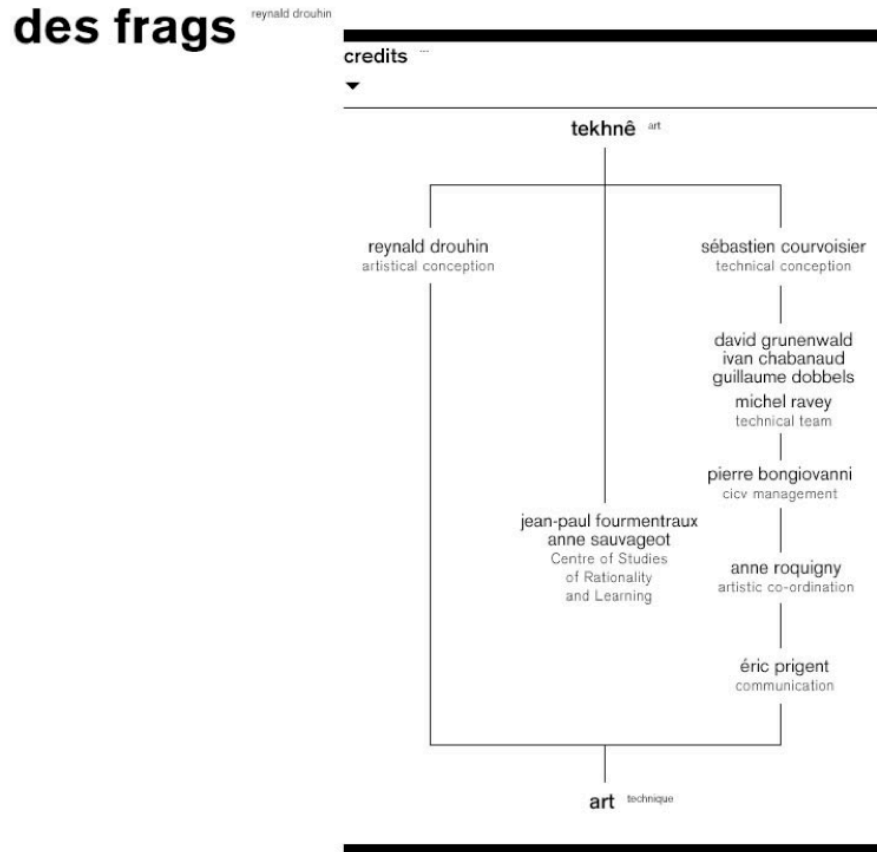 des frags reynald drouhin
credits ...
tekhnê art
reynald drouhin
artistical conception
sébastien courvoisier
technical conception
david grunenwald
ivan chabanaud
guillaume dobbels
michel ravey
technical team
pierre bongiovanni
cicv management
jean-paul fourmentraux
anne sauvageot
Centre of Studies
of Rationality
and Learning
anne roquigny
artistic co-ordination
éric prigent
communication
art technique